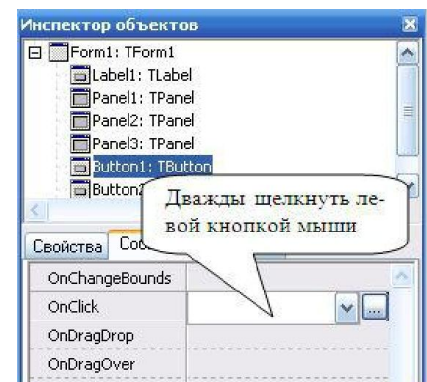 Инспектор объектов
Form1: TForm1
Label1: TLabel
Panel1: TPanel
Panel2: TPanel
Panel3: TPanel
Button1: TButton
Button2
Дважды щелкнуть ле-
вой кнопкой мыши
Свойства
OnChangeBounds
OnClick
OnDragDrop
OnDragOver